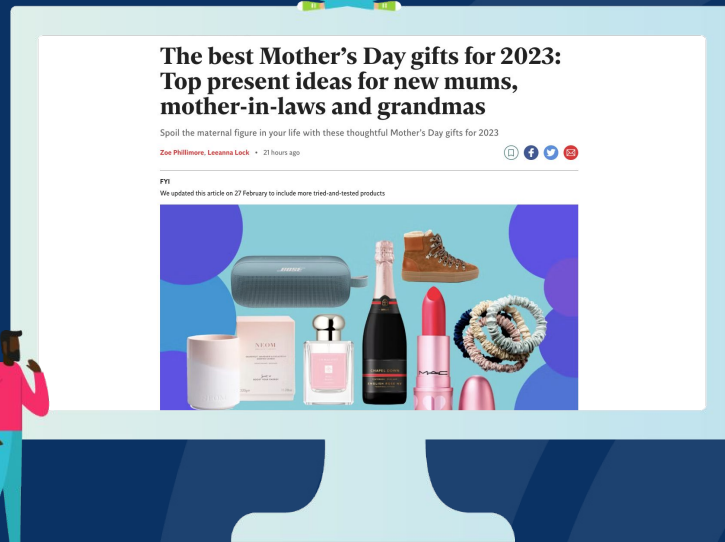 The best Mother's Day gifts for 2023:
Top present ideas for new mums,
mother-in-laws and grandmas
Spoil the maternal figure in your life with these thoughtful Mother's Day gifts for 2023
Zoe Phillimore, Leeanna Lock • 21 hours ago
FYI
We updated this article on 27 February to include more tried-and-tested products
BOSE
NEOM
MAC